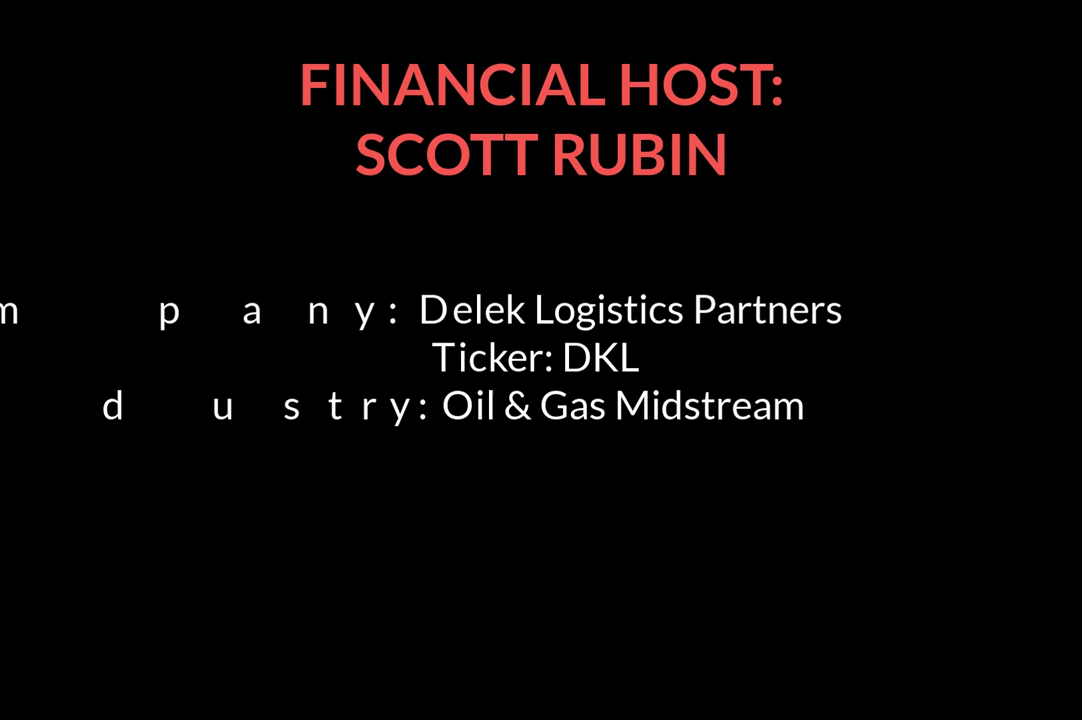 FINANCIAL HOST:
SCOTT RUBIN
m p a n y : Delek Logistics Partners
Ticker: DKL
d u s t r y : Oil & Gas Midstream